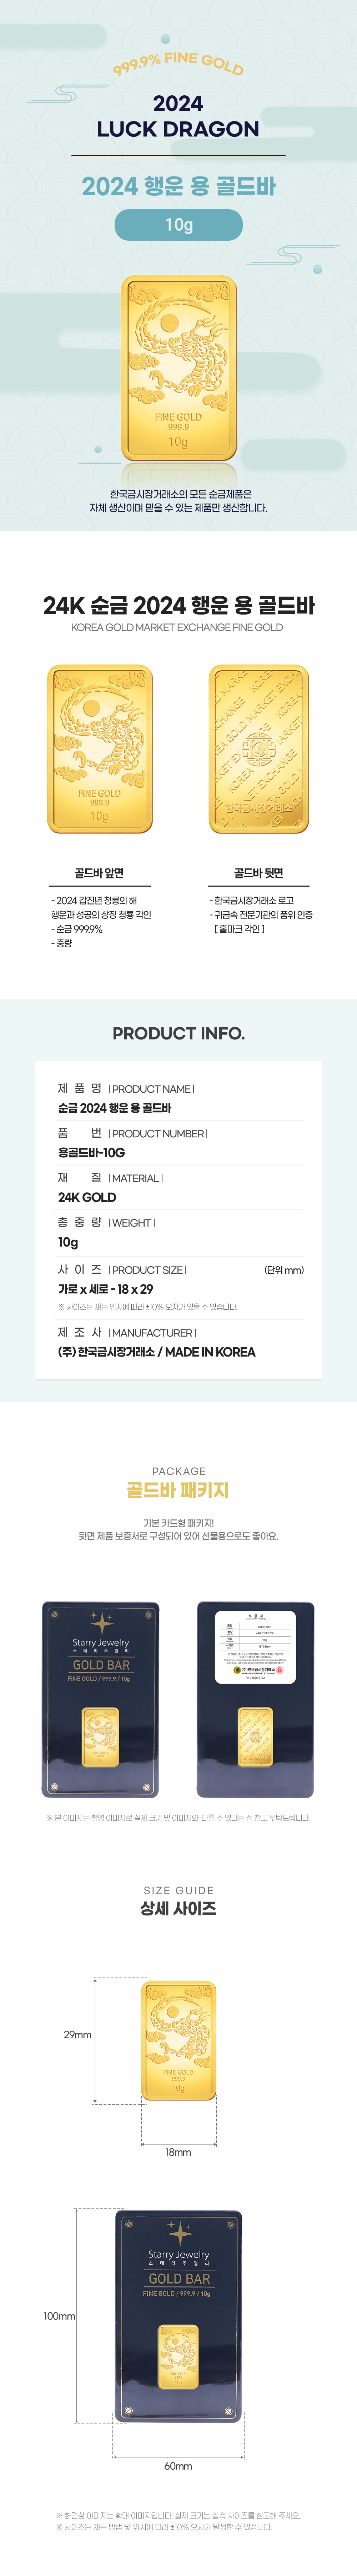 999.9% FINE GOLD
2024
LUCK DRAGON
2024 행운 용 골드바
10g
FINE GOLD
999.9
10g
한국금시장거래소의 모든 순금제품은
자체 생산이며 믿을 수 있는 제품만 생산합니다.
24K 순금 2024 행운 용 골드바
KOREA GOLD MARKET EXCHANGE FINE GOLD
FINE GOLD
999.9
10g
한국금시장거래소
골드바 앞면
- 2024 갑진년 청룡의 해
행운과 성공의 상징 청룡 각인
- 순금 999.9%
- 중량
골드바 뒷면
- 한국금시장거래소 로고
- 귀금속 전문기관의 품위 인증
[ 홀마크 각인 ]
PRODUCT INFO.
제 품 명 | PRODUCT NAME |
순금 2024 행운 용 골드바
품 번 | PRODUCT NUMBER |
용골드바-10G
재 질 | MATERIAL |
24K GOLD
총 중 량 | WEIGHT |
10g
사 이 즈 | PRODUCT SIZE | (단위 mm)
가로 x 세로 - 18 x 29
※ 사이즈는 재는 위치에 따라 ±10% 오차가 있을 수 있습니다.
제 조 사 | MANUFACTURER |
(주) 한국금시장거래소 / MADE IN KOREA
PACKAGE
골드바 패키지
기본 카드형 패키지!
뒷면 제품 보증서로 구성되어 있어 선물용으로도 좋아요.
Starry Jewelry
스 태 리 주 얼 리
GOLD BAR
FINE GOLD / 999.9 / 10g
(주)한국금시장거래소
※ 본 이미지는 촬영 이미지로 실제 크기 및 이미지와 다를 수 있다는 점 참고 부탁드립니다.
SIZE GUIDE
상세 사이즈
29mm
FINE GOLD
999.9
10g
18mm
100mm
Starry Jewelry
스 태 리 주 얼 리
GOLD BAR
FINE GOLD / 999.9 / 10g
60mm
※ 화면상 이미지는 확대 이미지입니다. 실제 크기는 실측 사이즈를 참고해 주세요.
※ 사이즈는 재는 방법 및 위치에 따라 ±10% 오차가 발생할 수 있습니다.